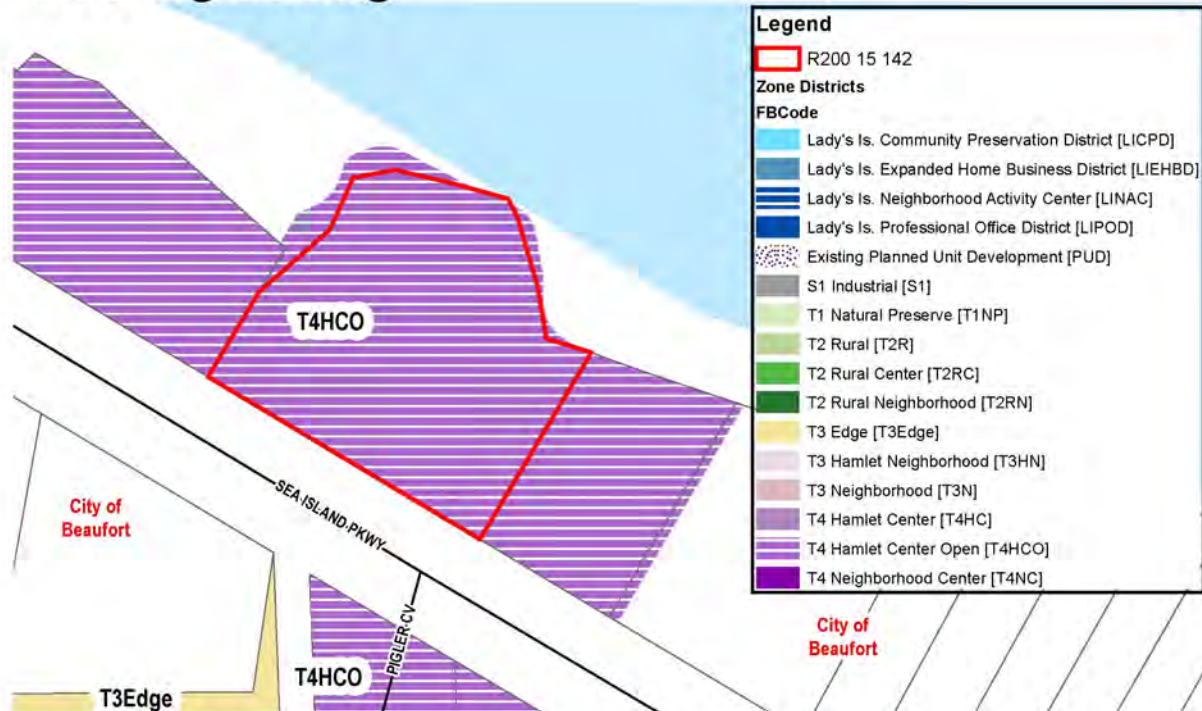 Legend
R200 15 142
Zone Districts
FBCode
Lady's Is. Community Preservation District [LICPD]
Lady's Is. Expanded Home Business District [LIEHBD]
Lady's Is. Neighborhood Activity Center [LINAC]
Lady's Is. Professional Office District [LIPOD]
Existing Planned Unit Development [PUD]
S1 Industrial [S1]
T1 Natural Preserve [T1NP]
T2 Rural [T2R]
T2 Rural Center [T2RC]
T2 Rural Neighborhood [T2RN]
T3 Edge [T3Edge]
T3 Hamlet Neighborhood [T3HN]
T3 Neighborhood [T3N]
T4 Hamlet Center [T4HC]
T4 Hamlet Center Open [T4HCO]
T4 Neighborhood Center [T4NC]
T4HCO
SEA ISLAND PKWY
City of
Beaufort
PIGLER CV
T4HCO
T3Edge
City of
Beaufort